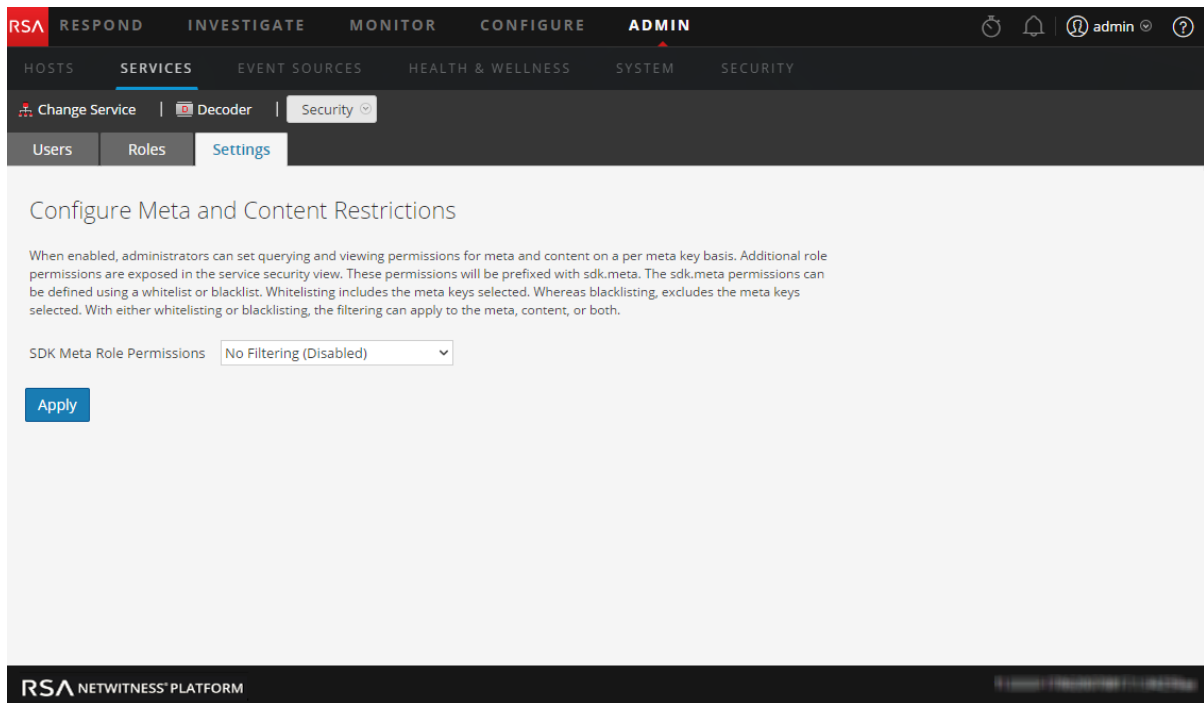 RSA RESPOND INVESTIGATE MONITOR CONFIGURE ADMIN admin ?
HOSTS SERVICES EVENT SOURCES HEALTH & WELLNESS SYSTEM SECURITY
Change Service | D Decoder | Security
Users Roles Settings
Configure Meta and Content Restrictions
When enabled, administrators can set querying and viewing permissions for meta and content on a per meta key basis. Additional role
permissions are exposed in the service security view. These permissions will be prefixed with sdk.meta. The sdk.meta permissions can
be defined using a whitelist or blacklist. Whitelisting includes the meta keys selected. Whereas blacklisting, excludes the meta keys
selected. With either whitelisting or blacklisting, the filtering can apply to the meta, content, or both.
SDK Meta Role Permissions No Filtering (Disabled)
Apply
RSA NETWITNESS® PLATFORM